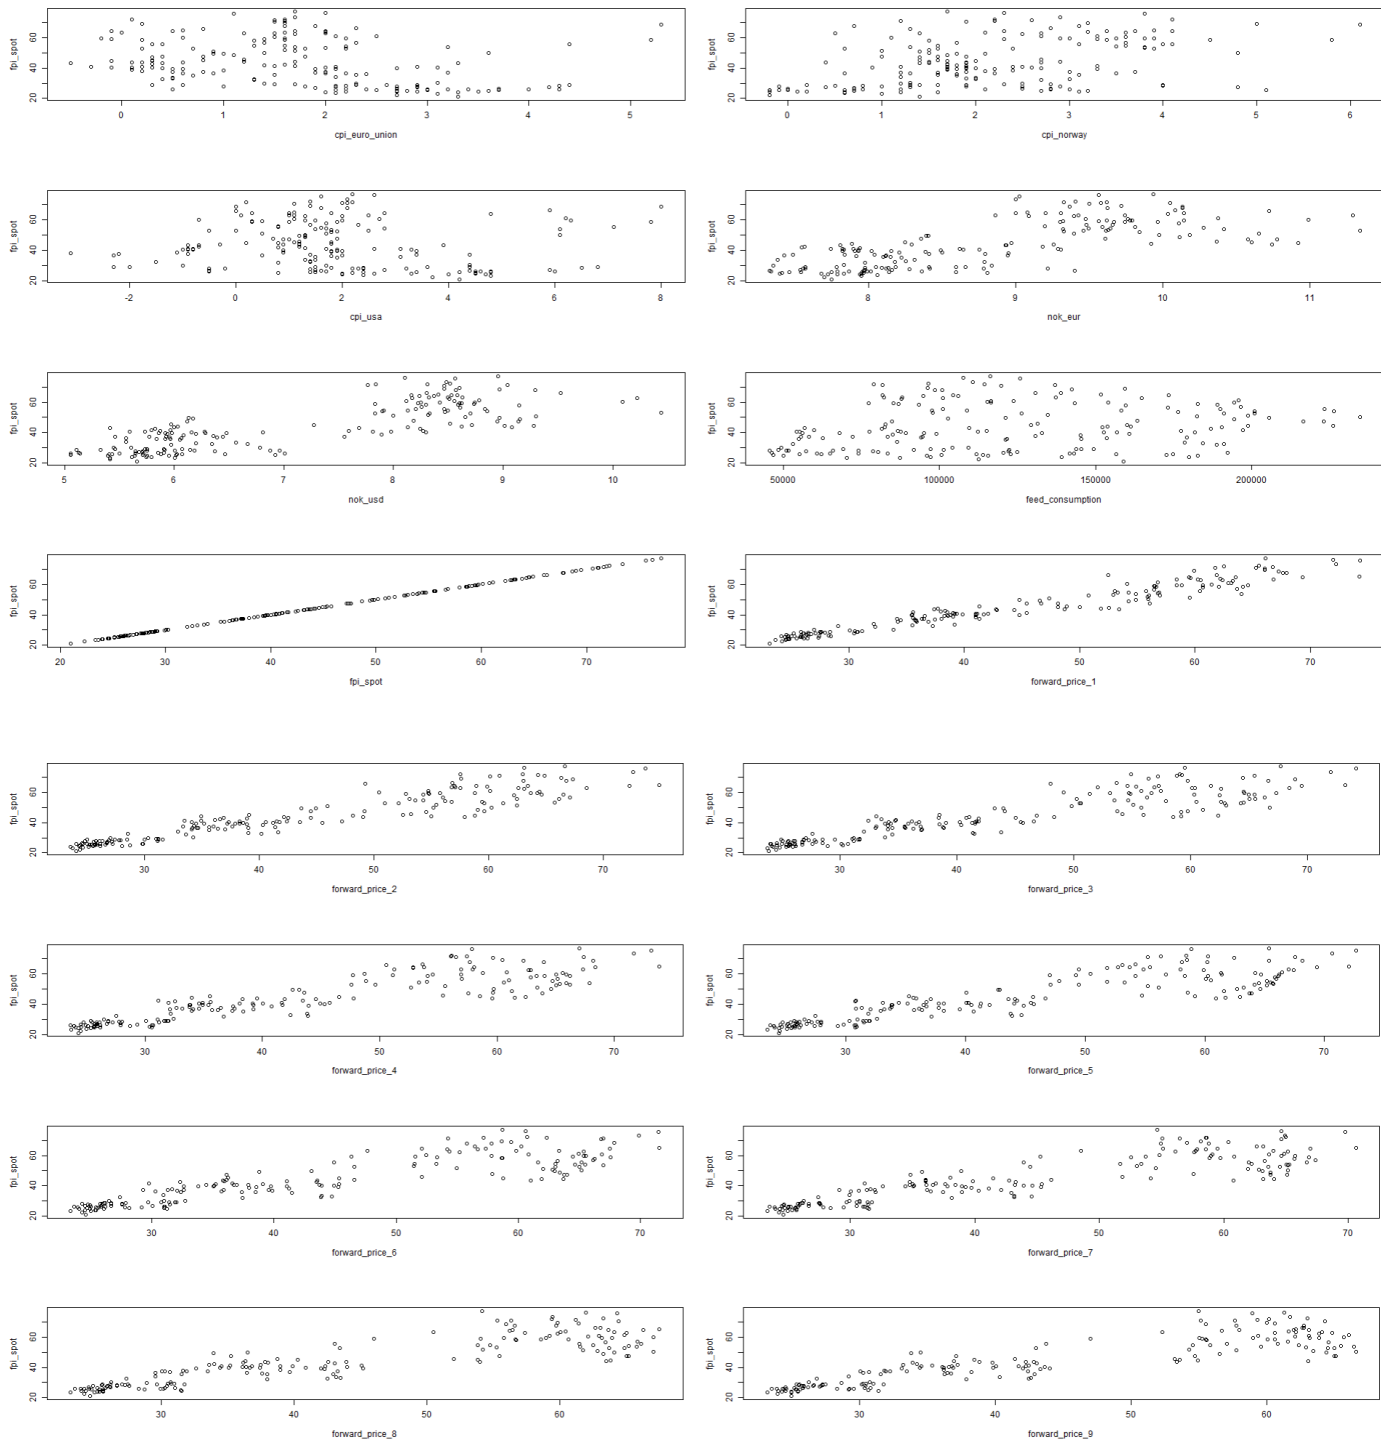 fpi_spot
20 40 60
0 1 2 3 4 5
cpi_euro_union
fpi_spot
20 40 60
0 1 2 3 4 5 6
cpi_norway
fpi_spot
20 40 60
-2 0 2 4 6 8
cpi_usa
fpi_spot
20 40 60
8 9 10 11
nok_eur
fpi_spot
20 40 60
5 6 7 8 9 10
nok_usd
fpi_spot
20 40 60
50000 100000 150000 200000
feed_consumption
fpi_spot
20 40 60
20 30 40 50 60 70
fpi_spot
fpi_spot
20 40 60
30 40 50 60 70
forward_price_1
fpi_spot
20 40 60
30 40 50 60 70
forward_price_2
fpi_spot
20 40 60
30 40 50 60 70
forward_price_3
fpi_spot
20 40 60
30 40 50 60 70
forward_price_4
fpi_spot
20 40 60
30 40 50 60 70
forward_price_5
fpi_spot
20 40 60
30 40 50 60 70
forward_price_6
fpi_spot
20 40 60
30 40 50 60 70
forward_price_7
fpi_spot
20 40 60
30 40 50 60
forward_price_8
fpi_spot
20 40 60
30 40 50 60
forward_price_9